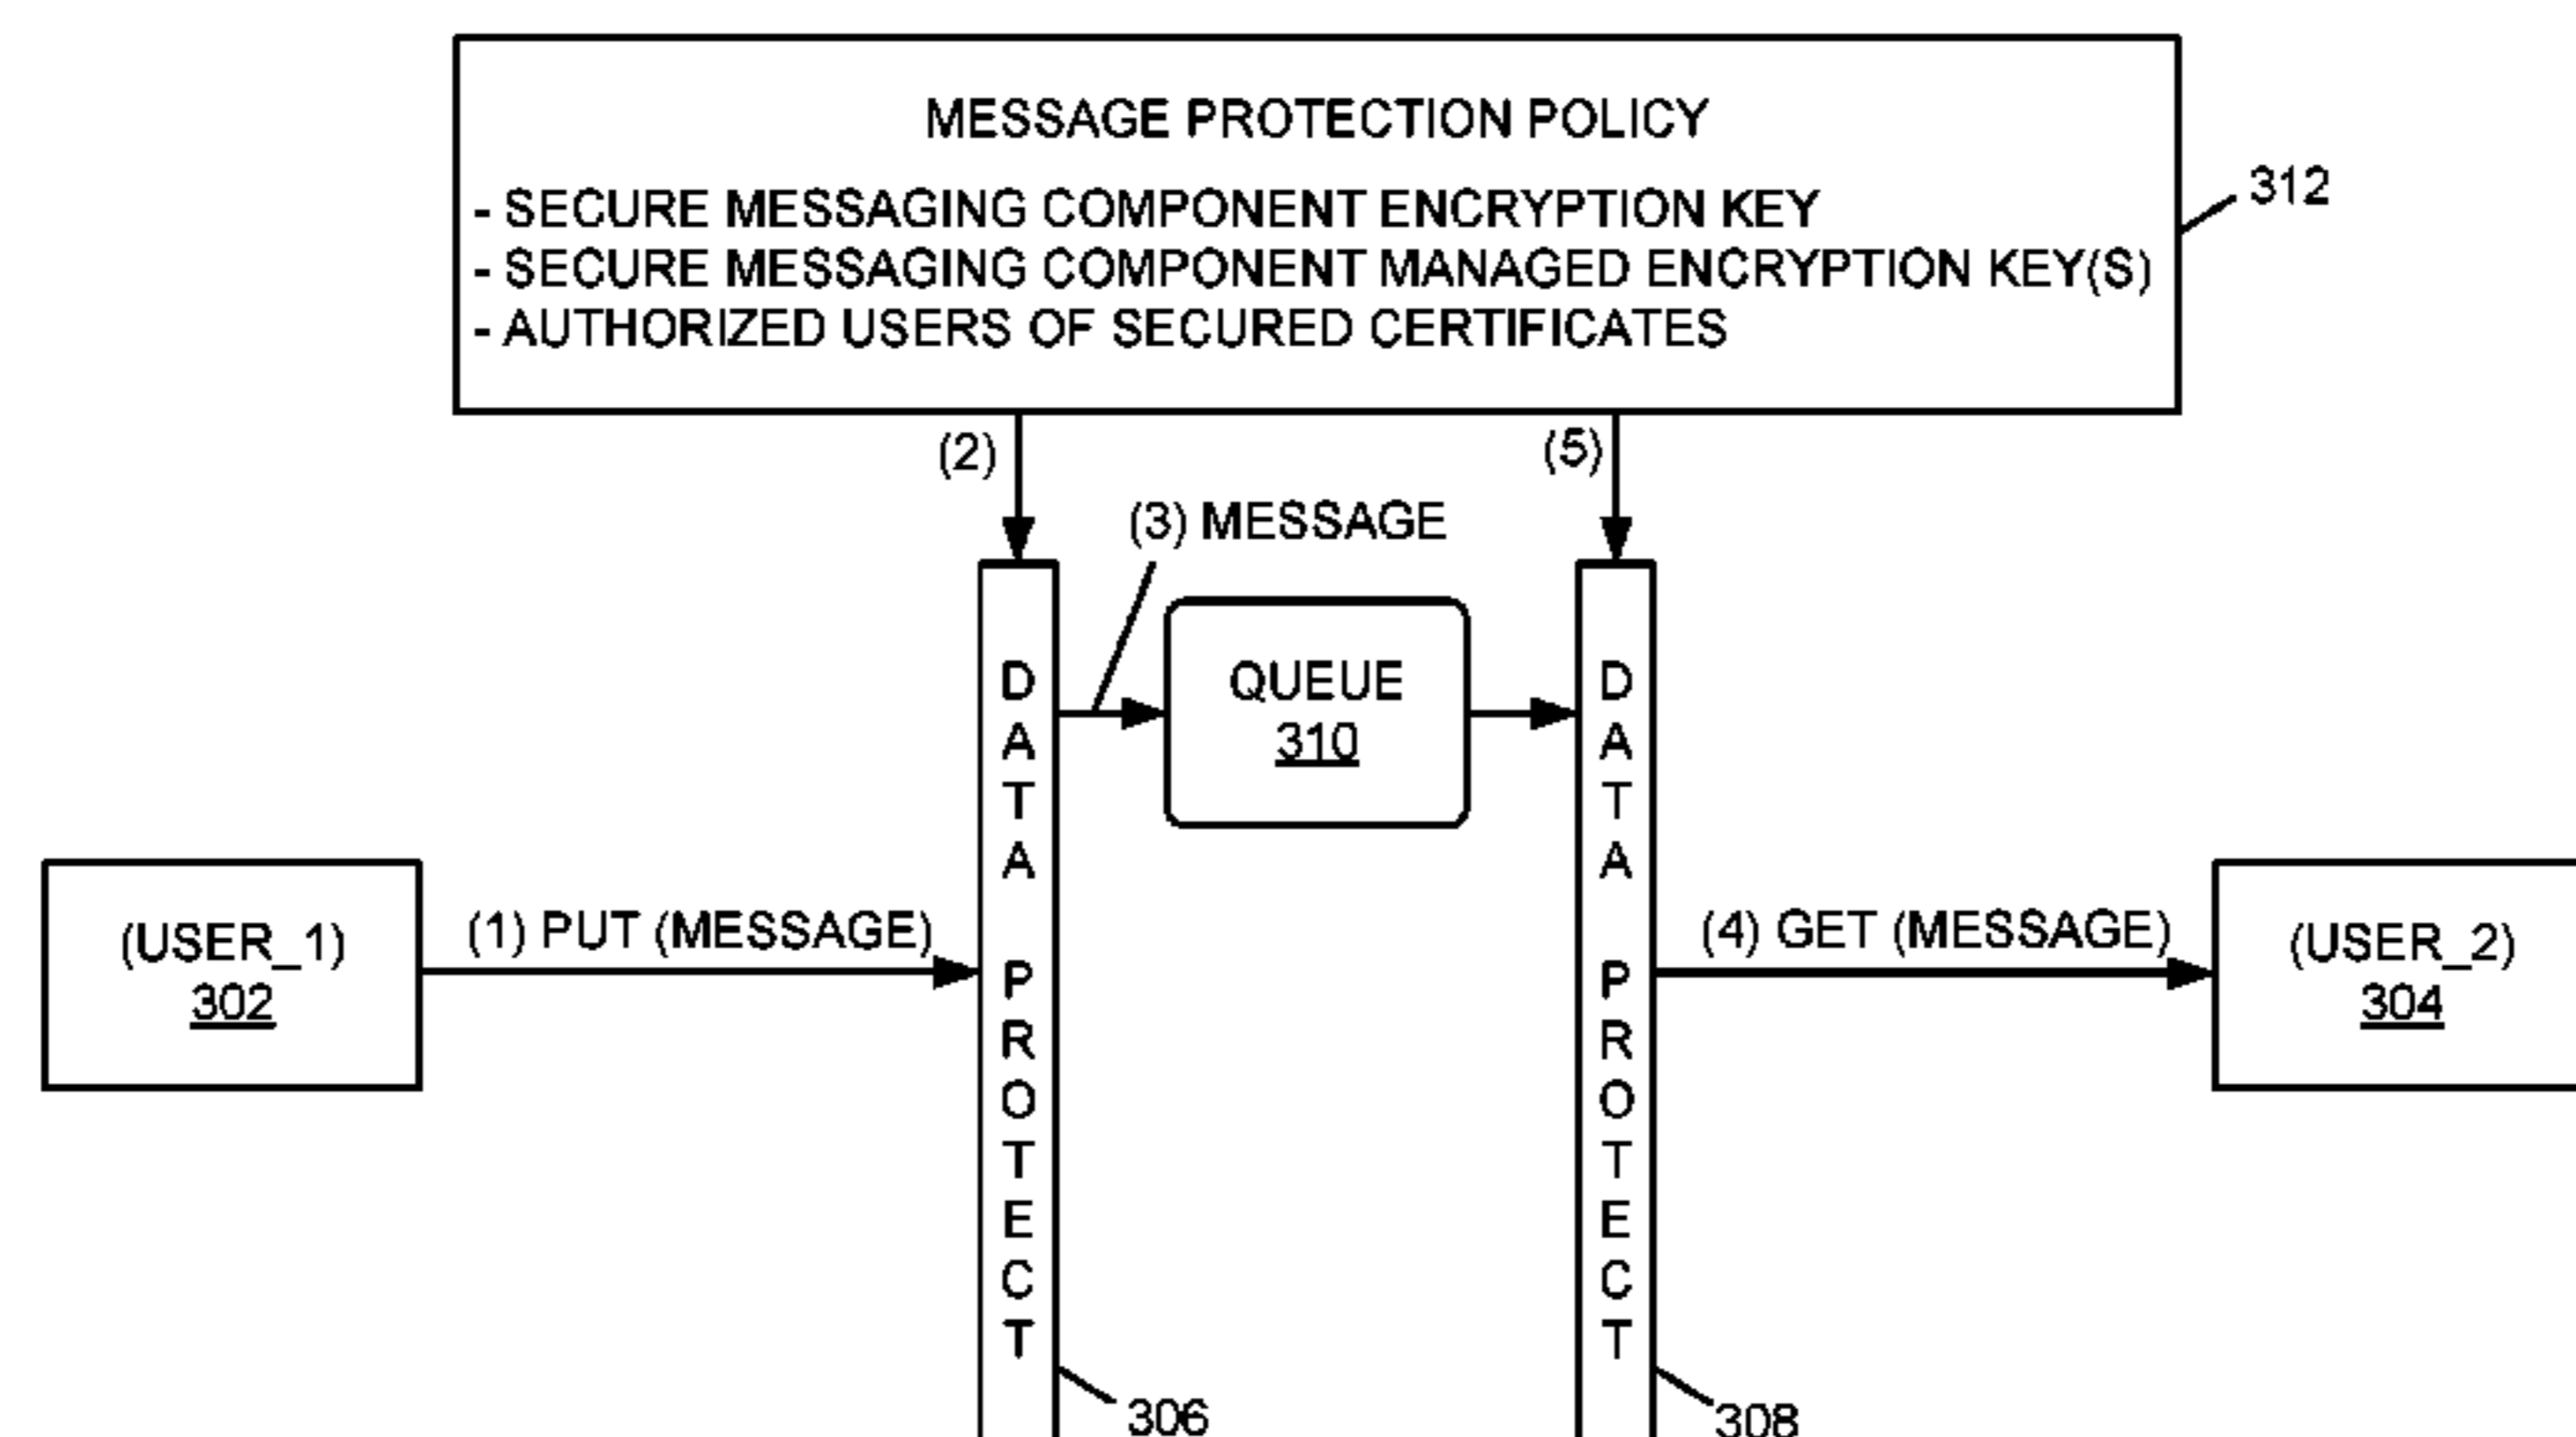 MESSAGE PROTECTION POLICY
- SECURE MESSAGING COMPONENT ENCRYPTION KEY
- SECURE MESSAGING COMPONENT MANAGED ENCRYPTION KEY(S)
- AUTHORIZED USERS OF SECURED CERTIFICATES
312
(2)
(5)
(3) MESSAGE
QUEUE
310
DATA PROTECT
DATA PROTECT
(USER_1)
302
(1) PUT (MESSAGE)
(4) GET (MESSAGE)
(USER_2)
304
306
308